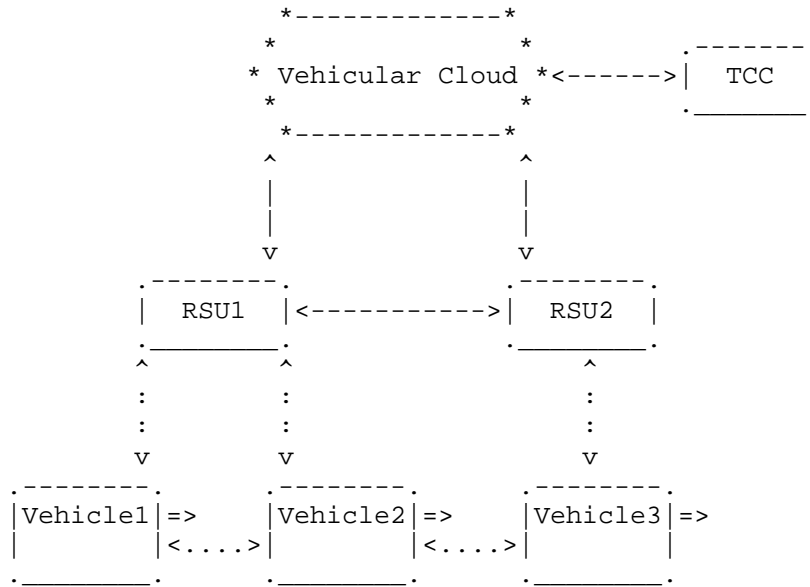 Vehicular Cloud
TCC
RSU1
RSU2
Vehicle1
Vehicle2
Vehicle3